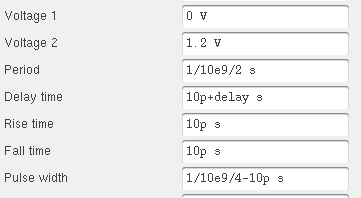 Voltage 1 0 V
Voltage 2 1.2 V
Period 1/10e9/2 s
Delay time 10p+delay s
Rise time 10p s
Fall time 10p s
Pulse width 1/10e9/4-10p s